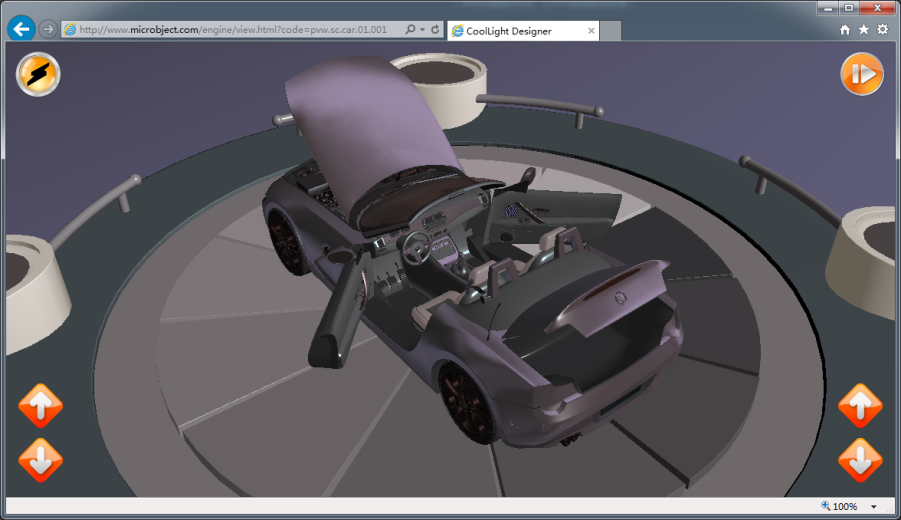 http://www.microbject.com/engine/view.html?code=pvw.sc.car.01.001
CoolLight Designer
100%